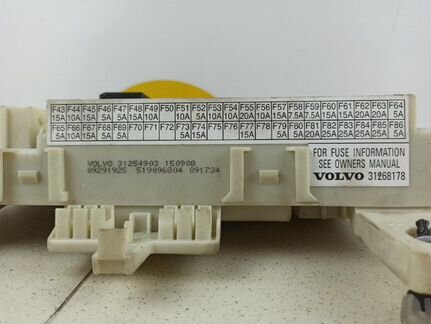 F43 F44 F45 F46 F47 F48 F49 F50 F51 F52 F53 F54 F55 F56 F57 F58 F59 F60 F61 F62 F63 F64
15A 10A 15A 5A 5A 15A 10A 10A 5A 10A 10A 20A 10A 15A 7.5A 7.5A 15A 15A 20A 20A 5A
F65 F66 F67 F68 F69 F70 F71 F72 F73 F74 F75 F76 F77 F78 F79 F80 F81 F82 F83 F84 F85 F86
5A 10A 5A 5A 5A 5A 15A 15A 5A 5A 20A 25A 25A 25A 25A 5A
FOR FUSE INFORMATION
SEE OWNERS MANUAL
VOLVO 31268178
VOLVO 31254903 150908
09291925 519096804 091734